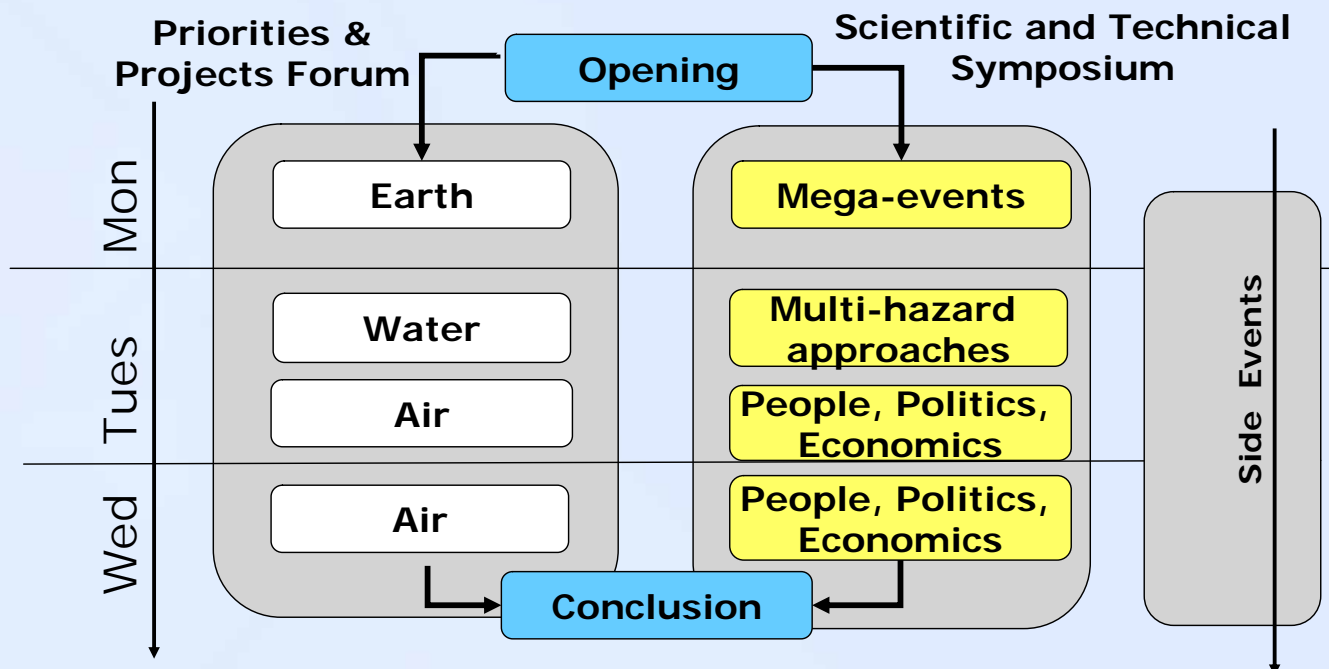 Priorities &
Projects Forum
Opening
Scientific and Technical
Symposium
Mon
Earth
Mega-events
Tues
Water
Multi-hazard
approaches
Air
People, Politics,
Economics
Side Events
Wed
Air
People, Politics,
Economics
Conclusion